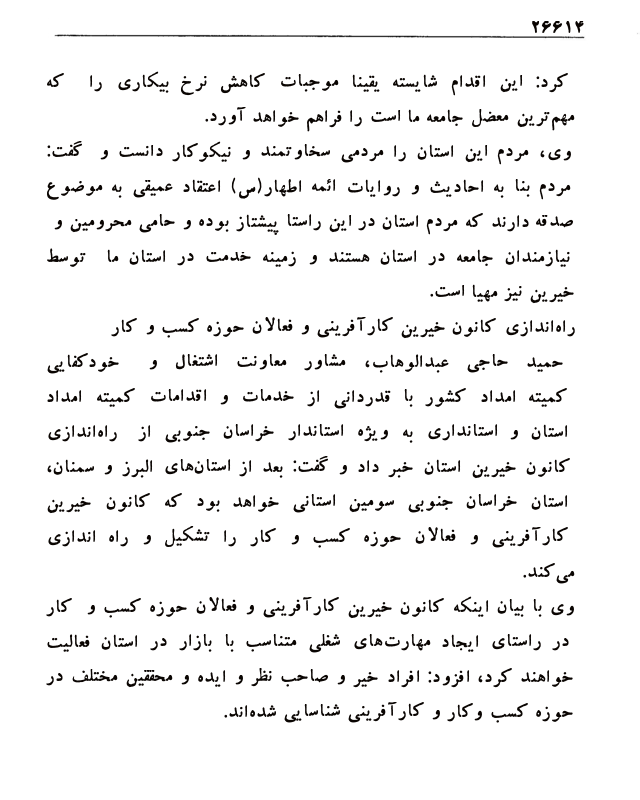 ۲۶۶۱۴
کرد: این اقدام شایسته یقینا موجبات کاهش نرخ بیکاری را که
مهم‌ترین معضل جامعه ما است را فراهم خواهد آورد.
وی، مردم این استان را مردمی سخاوتمند و نیکوکار دانست و گفت:
مردم بنا به احادیث و روایات ائمه اطهار(س) اعتقاد عمیقی به موضوع
صدقه دارند که مردم استان در این راستا پیشتاز بوده و حامی محرومین و
نیازمندان جامعه در استان هستند و زمینه خدمت در استان ما توسط
خیرین نیز مهیا است.
راه‌اندازی کانون خیرین کارآفرینی و فعالان حوزه کسب و کار
حمید حاجی عبدالوهاب، مشاور معاونت اشتغال و خودکفایی
کمیته امداد کشور با قدردانی از خدمات و اقدامات کمیته امداد
استان و استانداری به ویژه استاندار خراسان جنوبی از راه‌اندازی
کانون خیرین استان خبر داد و گفت: بعد از استان‌های البرز و سمنان،
استان خراسان جنوبی سومین استانی خواهد بود که کانون خیرین
کارآفرینی و فعالان حوزه کسب و کار را تشکیل و راه اندازی
می‌کند.
وی با بیان اینکه کانون خیرین کارآفرینی و فعالان حوزه کسب و کار
در راستای ایجاد مهارت‌های شغلی متناسب با بازار در استان فعالیت
خواهند کرد، افزود: افراد خیر و صاحب نظر و ایده و محققین مختلف در
حوزه کسب وکار و کارآفرینی شناسایی شده‌اند.